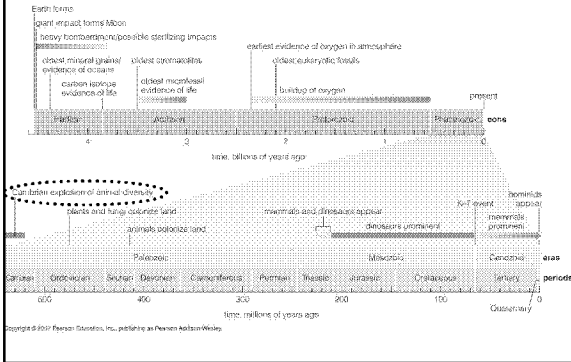 Earth forms
giant impact forms Moon
heavy bombardment/possible sterilizing impacts
earliest evidence of oxygen in atmosphere
oldest mineral grains/
evidence of oceans
oldest stromatolites
oldest eukaryotic fossils
carbon isotope
evidence of life
oldest microfossil
evidence of life
buildup of oxygen
present
Hadean
Archean
Proterozoic
Phanerozoic
eons
4
3
2
1
0
time, billions of years ago
Cambrian explosion of animal diversity
hominids
appear
plants and fungi colonize land
mammals and dinosaurs appear
K–T event
animals colonize land
dinosaurs prominent
mammals
prominent
Paleozoic
Mesozoic
Cenozoic
eras
Cambrian
Ordovician
Silurian
Devonian
Carboniferous
Permian
Triassic
Jurassic
Cretaceous
Tertiary
periods
500
400
300
200
100
0
Quaternary
time, millions of years ago
Copyright © 2007 Pearson Education, Inc., publishing as Pearson Addison-Wesley.